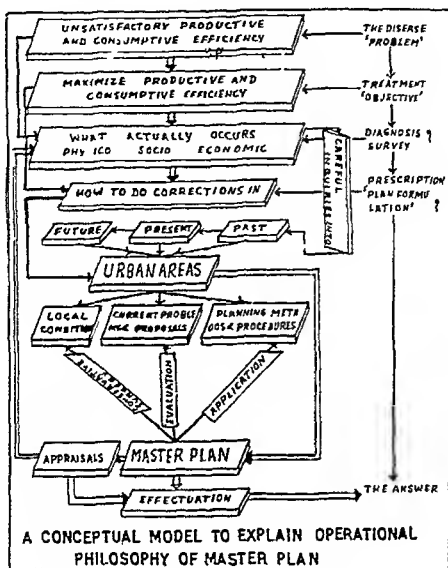 UNSATISFACTORY PRODUCTIVE
AND CONSUMPTIVE EFFICIENCY
THE DISEASE
'PROBLEM'
MAXIMIZE PRODUCTIVE AND
CONSUMPTIVE EFFICIENCY
TREATMENT
'OBJECTIVE'
WHAT ACTUALLY OCCURS
PHYICO SOCIO ECONOMIC
DIAGNOSIS
SURVEY
CAREFUL
INQUIRIES INTO
HOW TO DO CORRECTIONS IN
PRESCRIPTION
'PLAN FORMU
LATION'
FUTURE
PRESENT
PAST
URBAN AREAS
LOCAL
CONDITION
CURRENT PROBLE
MS & PROPOSALS
PLANNING METH
ODS & PROCEDURES
EVALUATION
APPLICATION
APPRAISALS
MASTER PLAN
EFFECTUATION
THE ANSWER
A CONCEPTUAL MODEL TO EXPLAIN OPERATIONAL
PHILOSOPHY OF MASTER PLAN